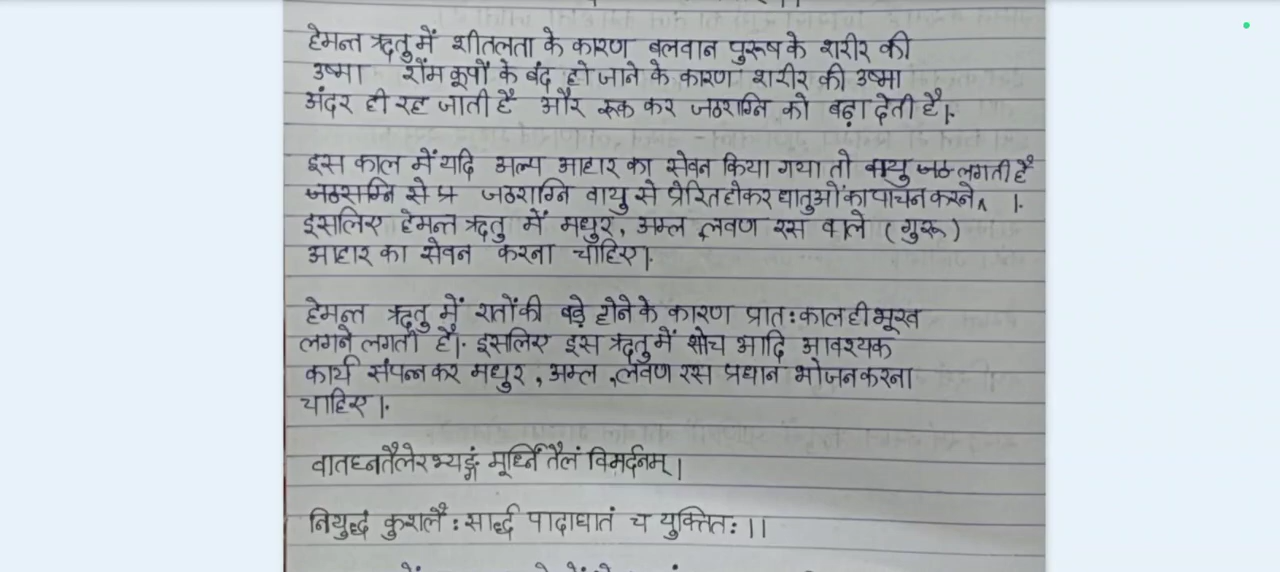 हेमन्त ऋतु में शीतलता के कारण बलवान पुरूष के शरीर की
उष्मा रोंम कूपों के बंद हो जाने के कारण शरीर की उष्मा
अंदर ही रह जाती है और रूक कर जठराग्नि को बढ़ा देती है।
इस काल में यदि अल्प आहार का सेवन किया गया तो लगती है
जठराग्नि वायु से प्रेरित होकर धातुओं का पाचन करने ^ ।
इसलिए हेमन्त ऋतु में मधुर, अम्ल लवण रस वाले (गुरू)
आहार का सेवन करना चाहिए।
हेमन्त ऋतु में रातों की बड़े होने के कारण प्रात:काल ही भूख
लगने लगती है। इसलिए इस ऋतु में शोच आदि आवश्यक
कार्य संपन्न कर मधुर, अम्ल, लवण रस प्रधान भोजन करना
चाहिए।
वातघ्नतैलेरभ्यङ्गं मूर्ध्नि तैलं विमर्दनम्।
नियुद्धं कुशलै: सार्द्ध पादाघातं च युक्तित:।।